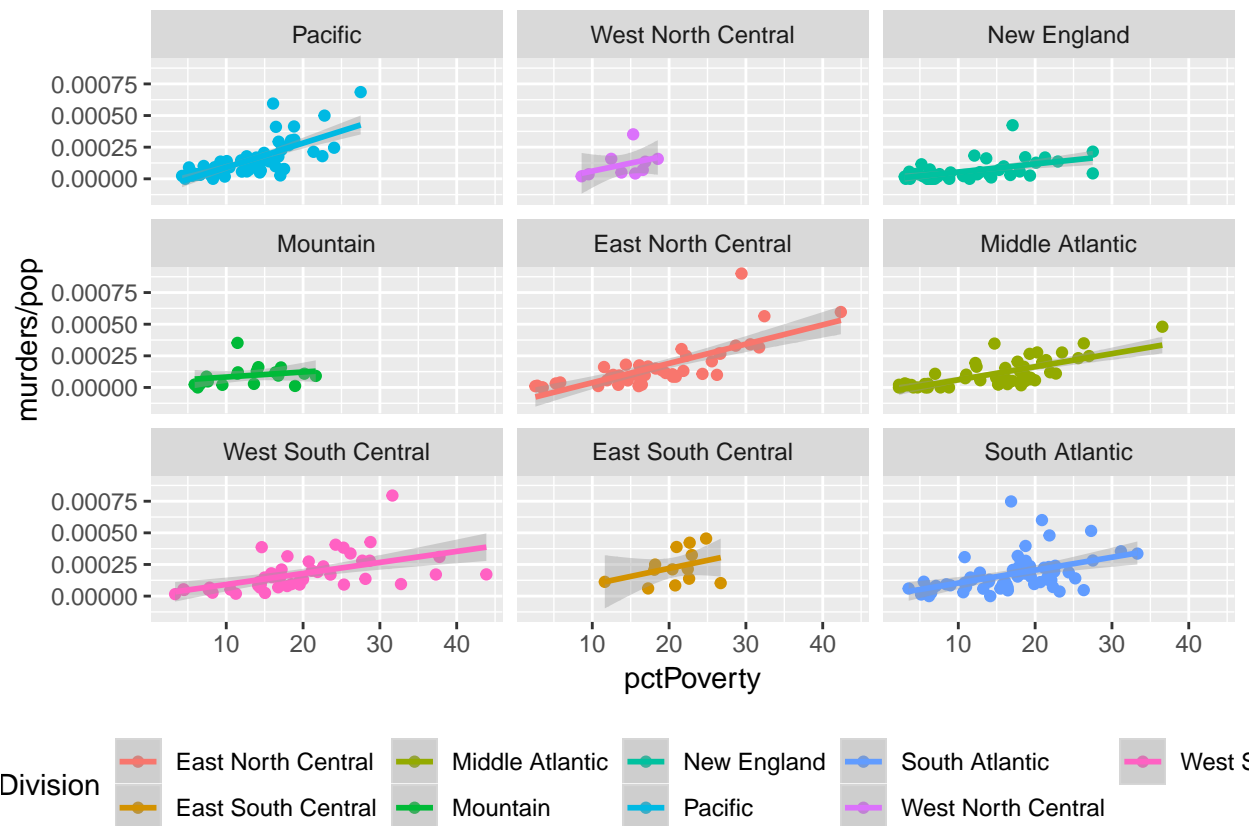 Pacific
West North Central
New England
0.00075
0.00050
0.00025
0.00000
Mountain
East North Central
Middle Atlantic
0.00075
0.00050
0.00025
0.00000
murders/pop
West South Central
East South Central
South Atlantic
0.00075
0.00050
0.00025
0.00000
10 20 30 40 10 20 30 40 10 20 30 40
pctPoverty
Division
East North Central Middle Atlantic New England South Atlantic West S
East South Central Mountain Pacific West North Central